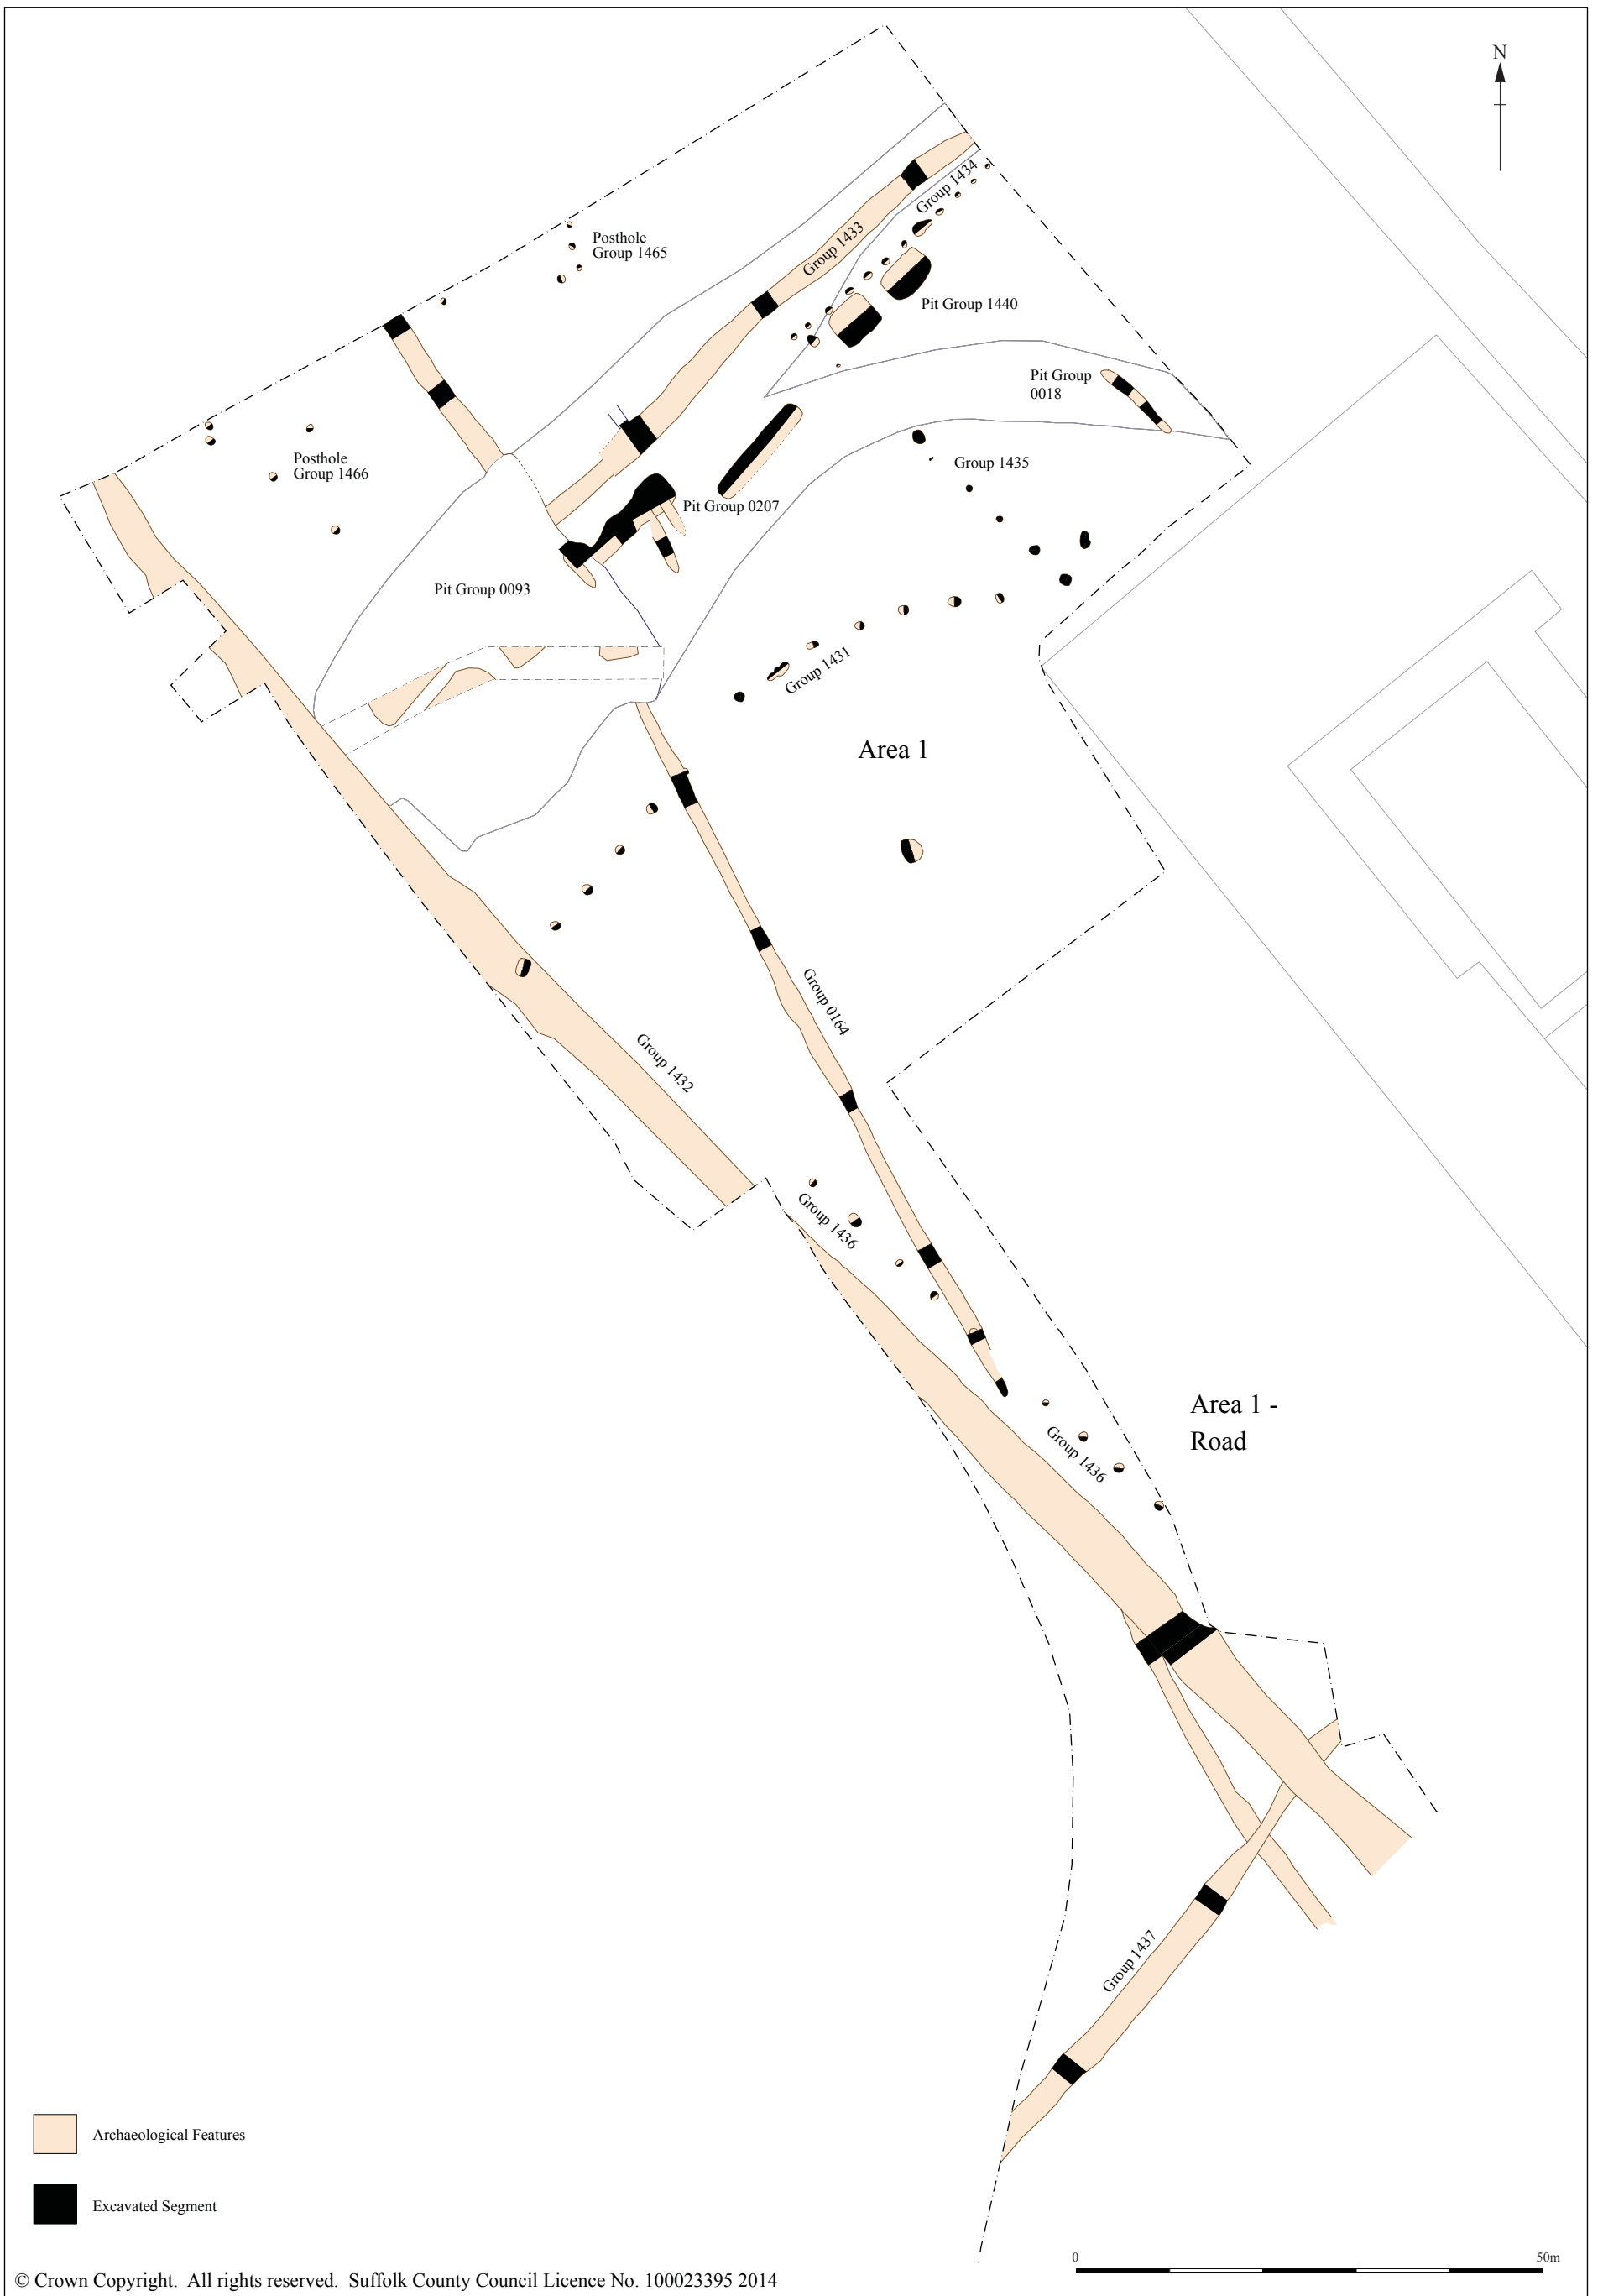 N
Group 1434
Posthole
Group 1465
Group 1433
Pit Group 1440
Pit Group
0018
Posthole
Group 1466
Group 1435
Pit Group 0207
Pit Group 0093
Group 1431
Area 1
Group 0164
Group 1432
Group 1436
Area 1 -
Road
Group 1436
Group 1437
Archaeological Features
Excavated Segment
0
50m
© Crown Copyright. All rights reserved. Suffolk County Council Licence No. 100023395 2014